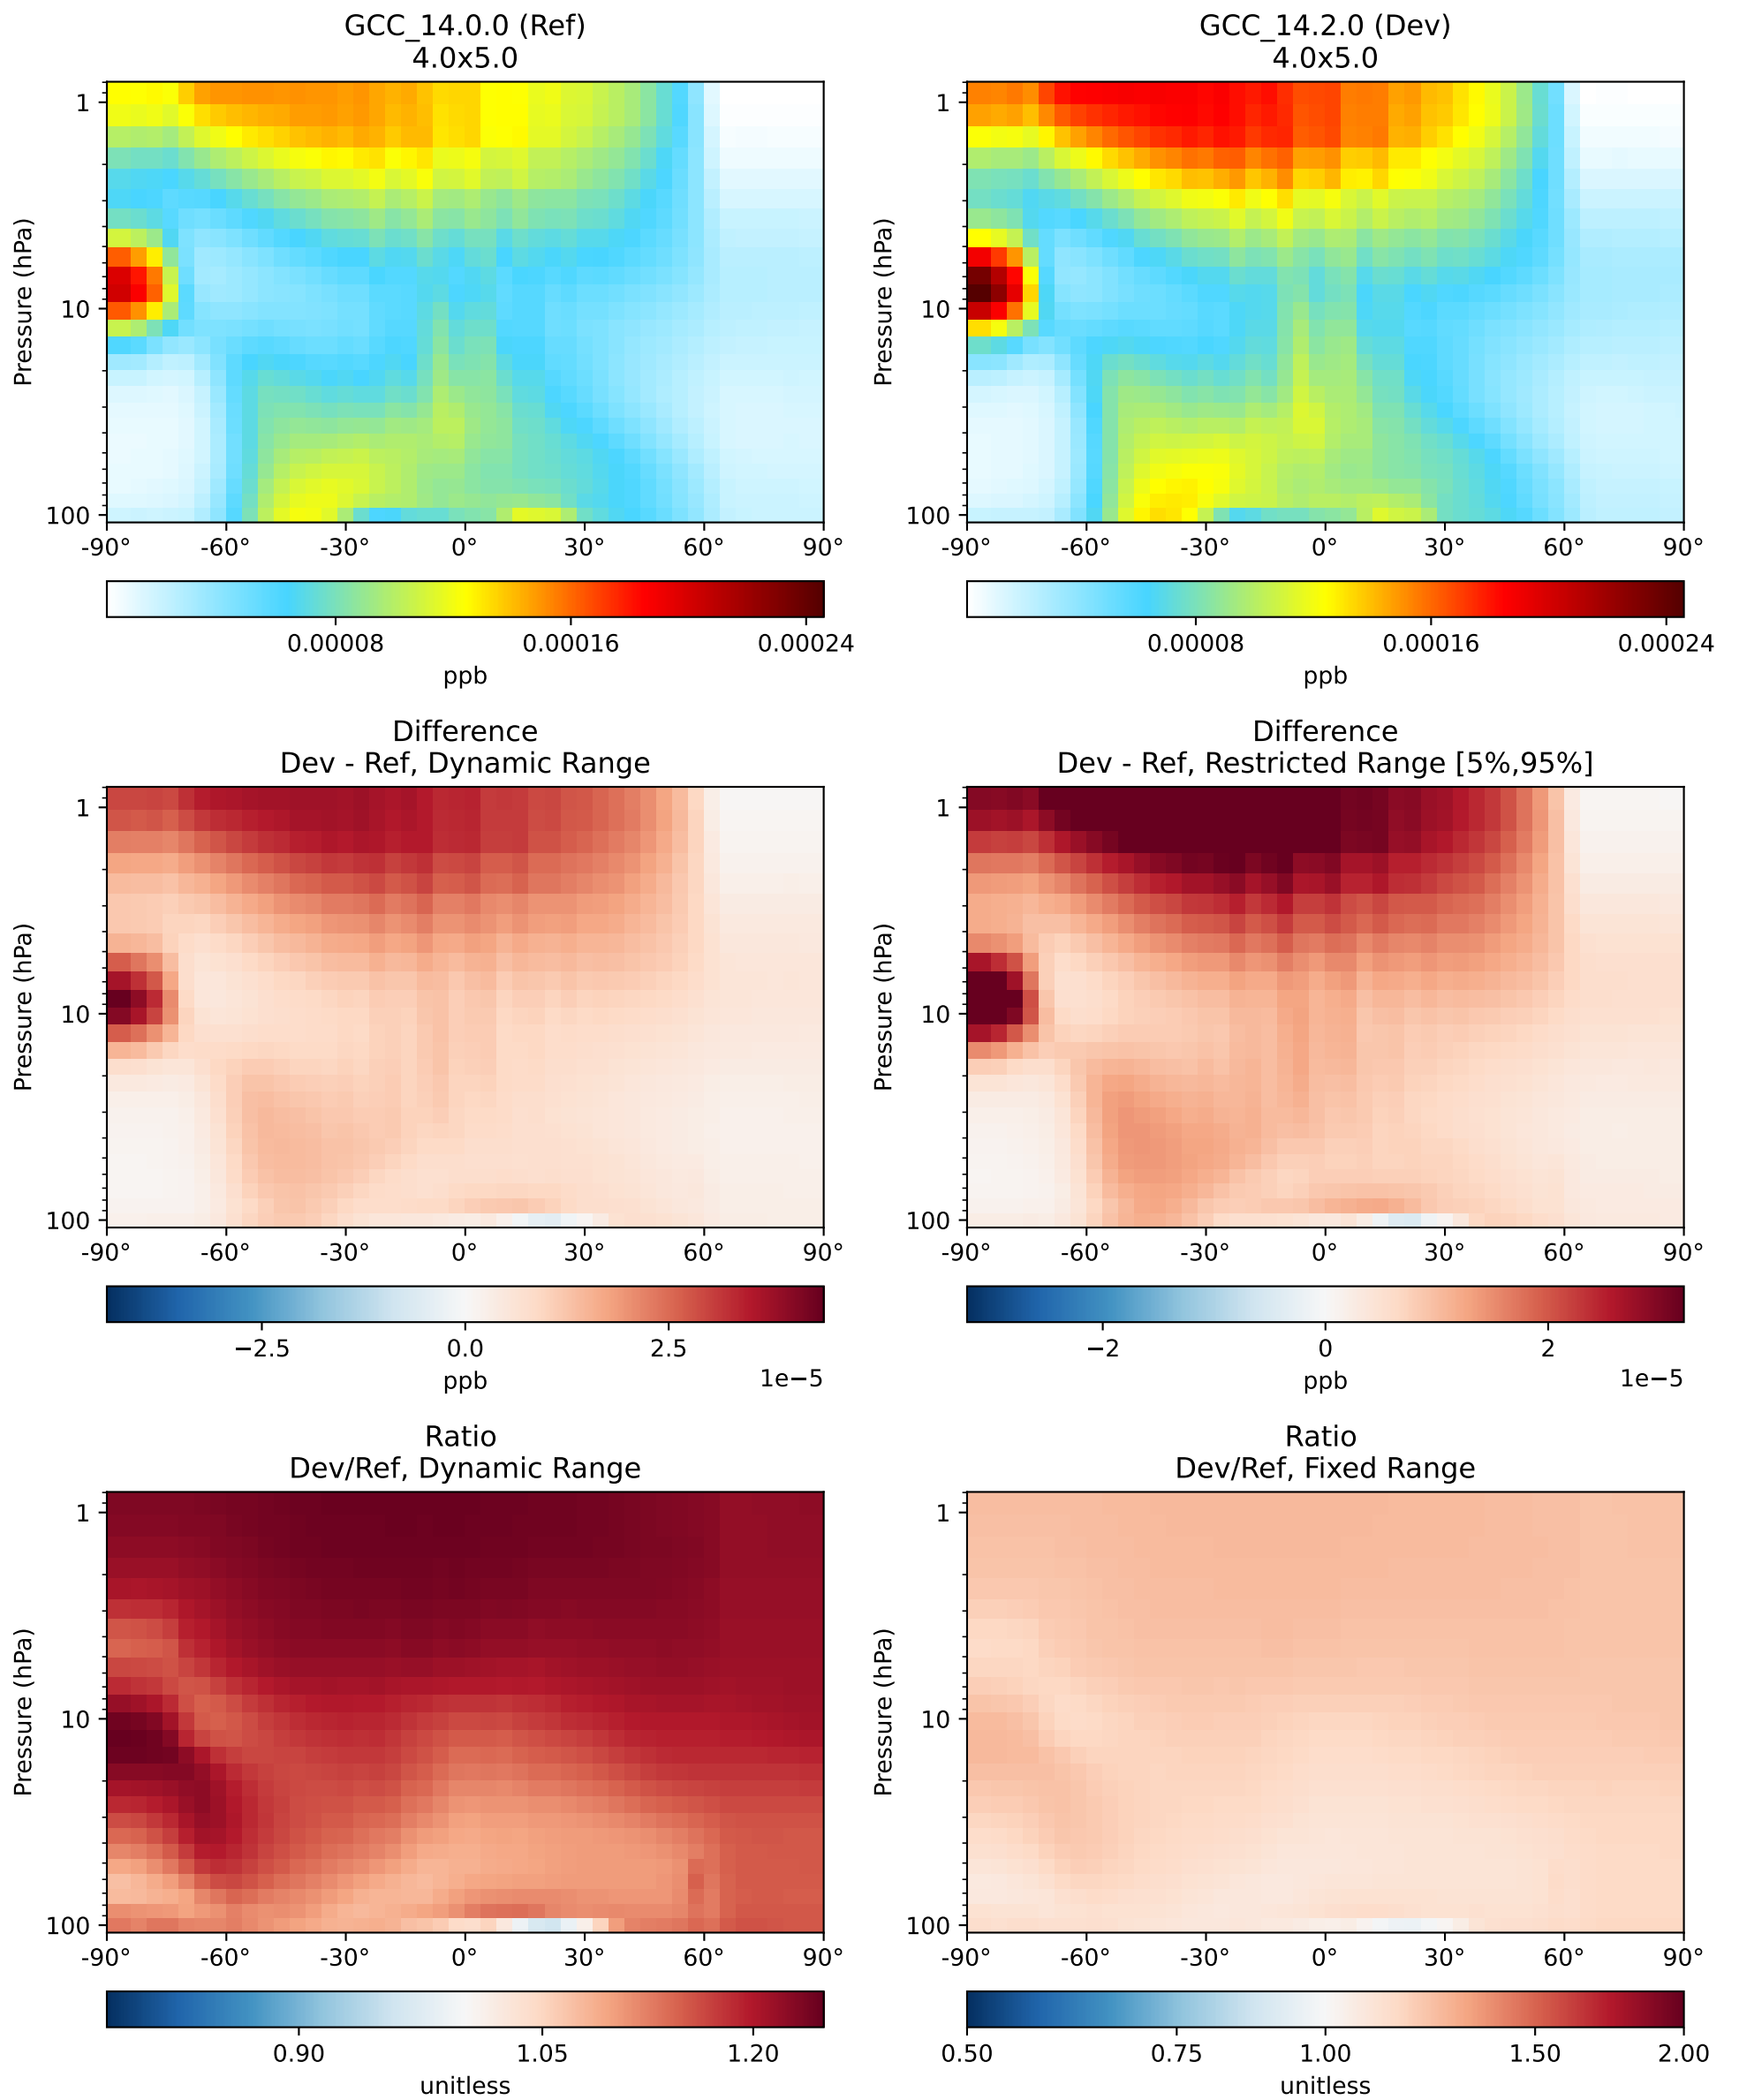 GCC_14.0.0 (Ref)
4.0x5.0
GCC_14.2.0 (Dev)
4.0x5.0
Pressure (hPa)
1
10
100
-90° -60° -30° 0° 30° 60° 90°
0.00008 0.00016 0.00024
ppb
Pressure (hPa)
1
10
100
-90° -60° -30° 0° 30° 60° 90°
0.00008 0.00016 0.00024
ppb
Difference
Dev - Ref, Dynamic Range
Difference
Dev - Ref, Restricted Range [5%,95%]
Pressure (hPa)
1
10
100
-90° -60° -30° 0° 30° 60° 90°
−2.5 0.0 2.5
ppb
1e−5
Pressure (hPa)
1
10
100
-90° -60° -30° 0° 30° 60° 90°
−2 0 2
ppb
1e−5
Ratio
Dev/Ref, Dynamic Range
Ratio
Dev/Ref, Fixed Range
Pressure (hPa)
1
10
100
-90° -60° -30° 0° 30° 60° 90°
0.90 1.05 1.20
unitless
Pressure (hPa)
1
10
100
-90° -60° -30° 0° 30° 60° 90°
0.50 0.75 1.00 1.50 2.00
unitless